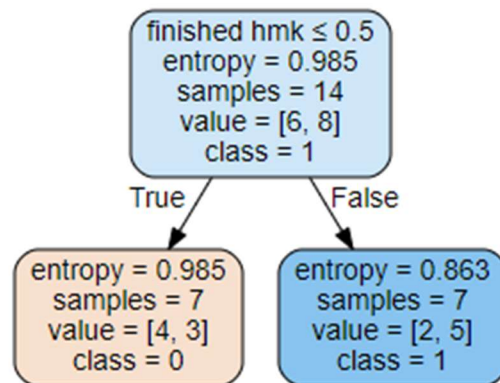 finished hmk ≤ 0.5
entropy = 0.985
samples = 14
value = [6, 8]
class = 1
True
False
entropy = 0.985
samples = 7
value = [4, 3]
class = 0
entropy = 0.863
samples = 7
value = [2, 5]
class = 1